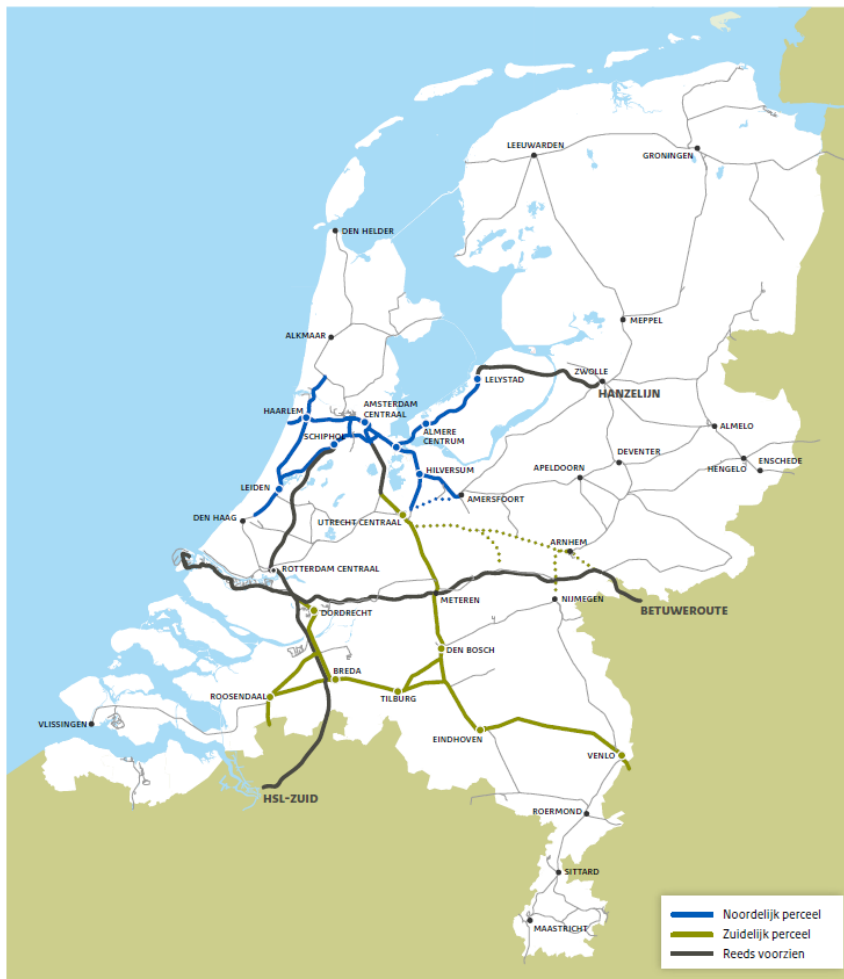 LEEUWARDEN
GRONINGEN
DEN HELDER
ALKMAAR
MEPPEL
ZWOLLE
LELYSTAD
HANZELIJN
HAARLEM
AMSTERDAM
CENTRAAL
SCHIPHOL
ALMERE
CENTRUM
ALMELO
DEVENTER
ENSCHEDE
HENGELO
HILVERSUM
APELDOORN
LEIDEN
AMERSFOORT
DEN HAAG
UTRECHT CENTRAAL
ARNHEM
ROTTERDAM CENTRAAL
METEREN
NIJMEGEN
BETUWEROUTE
DORDRECHT
DEN BOSCH
BREDA
ROOSENDAAL
TILBURG
VLISSINGEN
EINDHOVEN
VENLO
HSL-ZUID
ROERMOND
SITTARD
MAASTRICHT
Noordelijk perceel
Zuidelijk perceel
Reeds voorzien